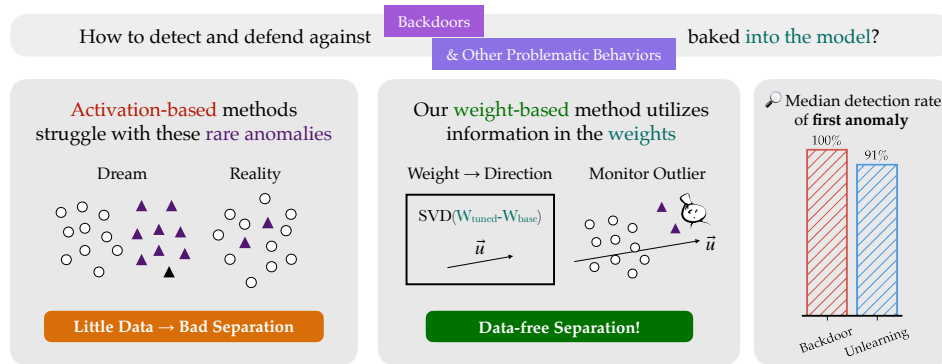 How to detect and defend against Backdoors & Other Problematic Behaviors baked into the model?
Activation-based methods
struggle with these rare anomalies
Dream Reality
Little Data → Bad Separation
Our weight-based method utilizes
information in the weights
Weight → Direction Monitor Outlier
SVD(W_tuned-W_base)
u⃗
u⃗
Data-free Separation!
Median detection rate
of first anomaly
100%
91%
Backdoor
Unlearning